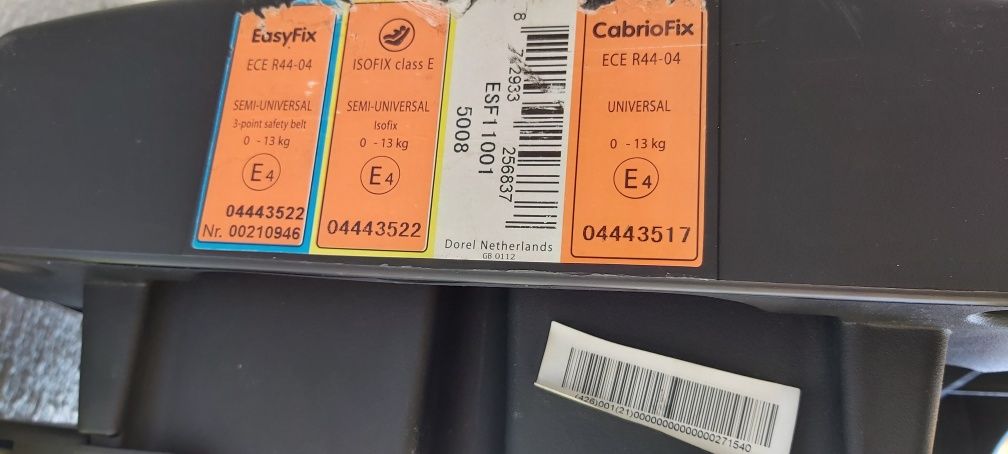 EasyFix
ECE R44-04
SEMI-UNIVERSAL
3-point safety belt
0 - 13 kg
E4
04443522
Nr. 00210946
ISOFIX class E
SEMI-UNIVERSAL
Isofix
0 - 13 kg
E4
04443522
8
712933
256837
ESF11001
5008
Dorel Netherlands
GB 0112
CabrioFix
ECE R44-04
UNIVERSAL
0 - 13 kg
E4
04443517